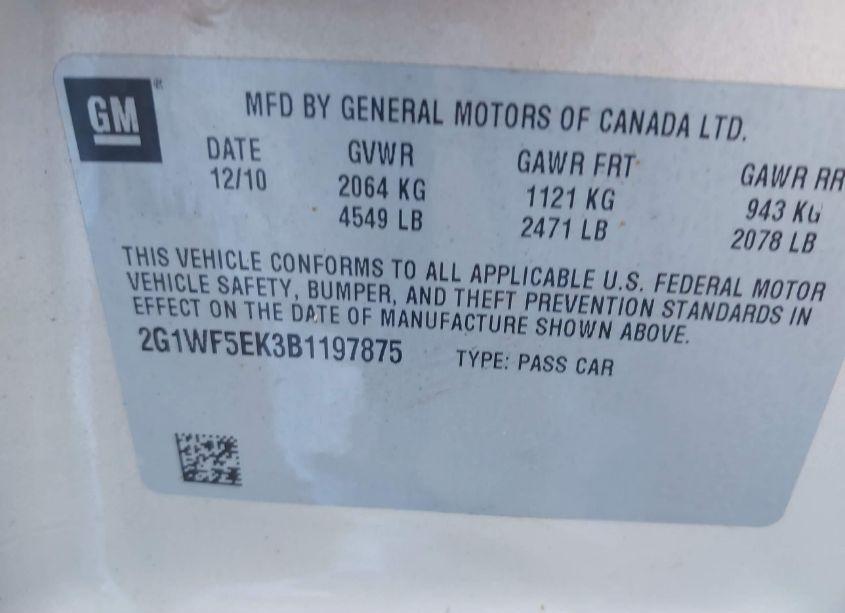 GM
MFD BY GENERAL MOTORS OF CANADA LTD.
DATE GVWR GAWR FRT GAWR RR
12/10 2064 KG 1121 KG 943 KG
4549 LB 2471 LB 2078 LB
THIS VEHICLE CONFORMS TO ALL APPLICABLE U.S. FEDERAL MOTOR
VEHICLE SAFETY, BUMPER, AND THEFT PREVENTION STANDARDS IN
EFFECT ON THE DATE OF MANUFACTURE SHOWN ABOVE.
2G1WF5EK3B1197875 TYPE: PASS CAR